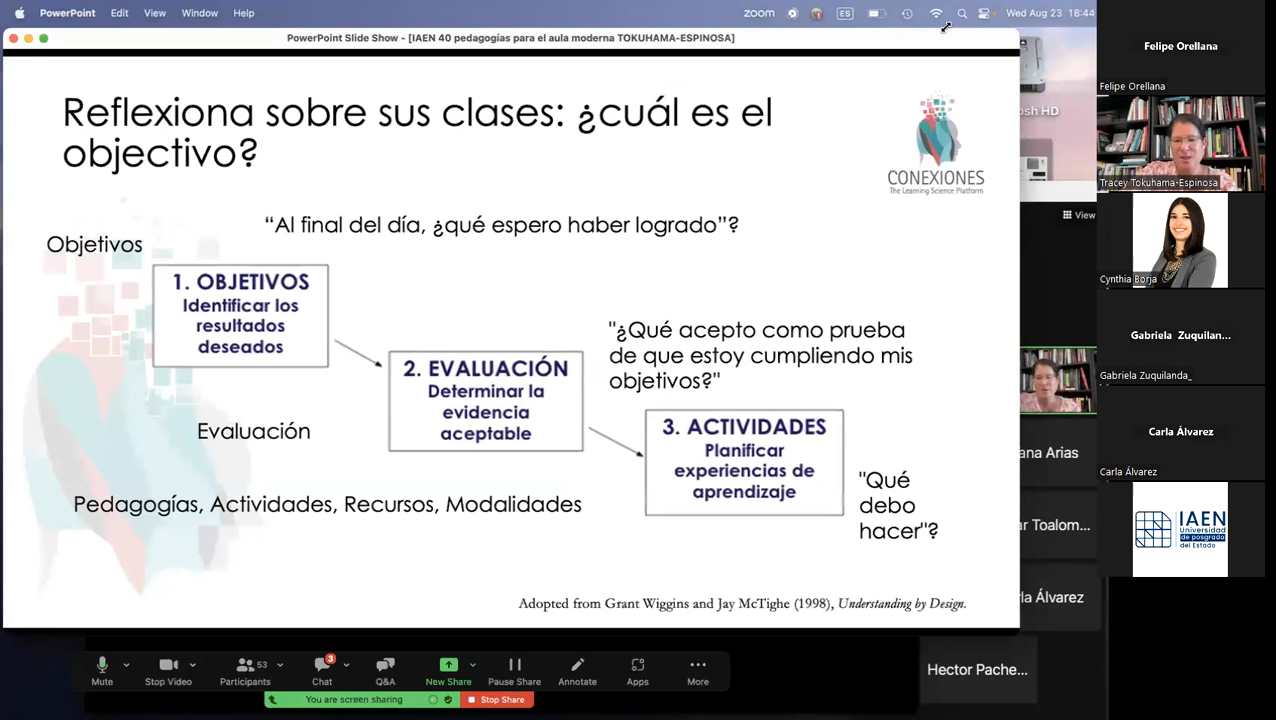 PowerPoint Edit View Window Help
zoom ES Wed Aug 23 18:44
PowerPoint Slide Show - [IAEN 40 pedagogías para el aula moderna TOKUHAMA-ESPINOSA]
Reflexiona sobre sus clases: ¿cuál es el
objectivo?
CONEXIONES
The Learning Science Platform
“Al final del día, ¿qué espero haber logrado”?
Objetivos
1. OBJETIVOS
Identificar los
resultados
deseados
"¿Qué acepto como prueba
de que estoy cumpliendo mis
objetivos?"
2. EVALUACIÓN
Determinar la
evidencia
aceptable
Evaluación
3. ACTIVIDADES
Planificar
experiencias de
aprendizaje
"Qué
debo
hacer"?
Pedagogías, Actividades, Recursos, Modalidades
Adopted from Grant Wiggins and Jay McTighe (1998), Understanding by Design.
Mute
Stop Video
53
Participants
3
Chat
Q&A
New Share
Pause Share
Annotate
Apps
More
You are screen sharing
Stop Share
osh HD
View
ana Arias
ar Toalom...
rla Álvarez
Hector Pache...
Felipe Orellana
Felipe Orellana
Tracey Tokuhama-Espinosa
Cynthia Borja
Gabriela Zuquilan...
Gabriela Zuquilanda_
Carla Álvarez
Carla Álvarez
IAEN
Universidad
de posgrado
del Estado